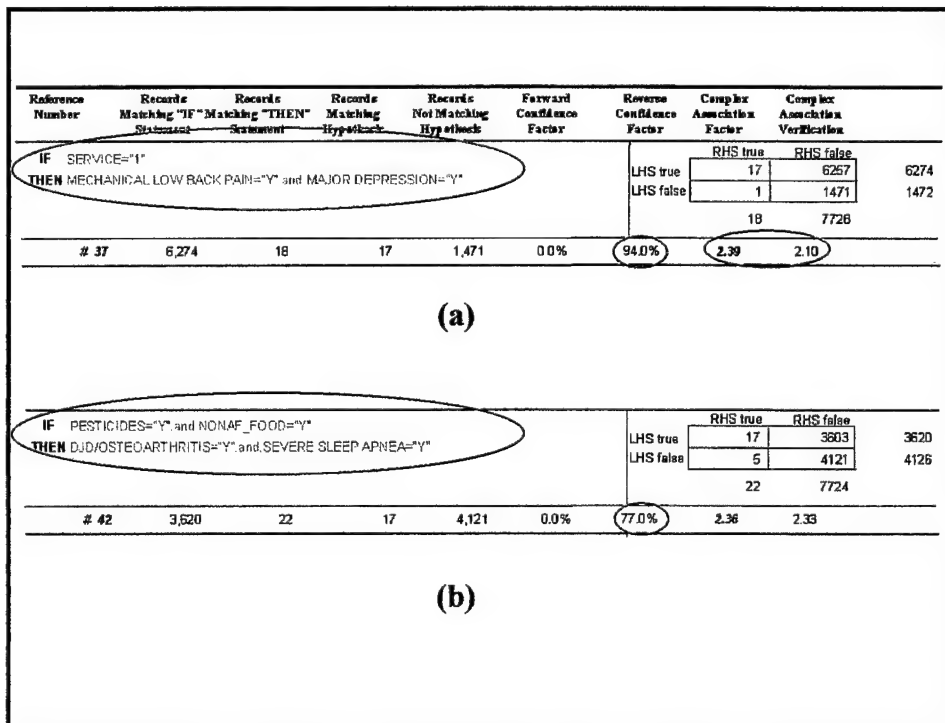 Reference Records Records Records Records Forward Reverse Complex Complex
Number Matching "IF" Matching "THEN" Matching Not Matching Confidence Confidence Association Association
Statement Statement Hypothesis Hypothesis Factor Factor Factor Verification
IF SERVICE="1"
THEN MECHANICAL LOW BACK PAIN="Y" and MAJOR DEPRESSION="Y"
RHS true RHS false
LHS true 17 6257 6274
LHS false 1 1471 1472
18 7728
# 37 6,274 18 17 1,471 0.0% 94.0% 2.39 2.10
(a)
IF PESTICIDES="Y" and NONAF_FOOD="Y"
THEN DJD/OSTEOARTHRITIS="Y" and SEVERE SLEEP APNEA="Y"
RHS true RHS false
LHS true 17 3603 3620
LHS false 5 4121 4126
22 7724
# 42 3,620 22 17 4,121 0.0% 77.0% 2.36 2.33
(b)